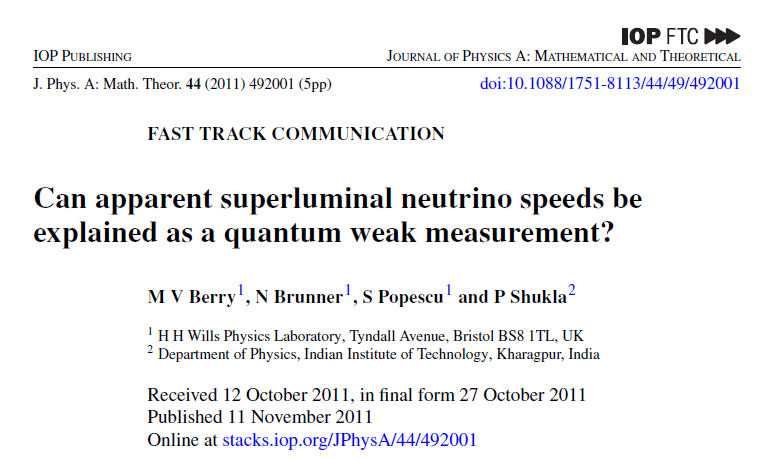 IOP FTC
IOP PUBLISHING JOURNAL OF PHYSICS A: MATHEMATICAL AND THEORETICAL
J. Phys. A: Math. Theor. 44 (2011) 492001 (5pp) doi:10.1088/1751-8113/44/49/492001
FAST TRACK COMMUNICATION
Can apparent superluminal neutrino speeds be
explained as a quantum weak measurement?
M V Berry1, N Brunner1, S Popescu1 and P Shukla2
1 H H Wills Physics Laboratory, Tyndall Avenue, Bristol BS8 1TL, UK
2 Department of Physics, Indian Institute of Technology, Kharagpur, India
Received 12 October 2011, in final form 27 October 2011
Published 11 November 2011
Online at stacks.iop.org/JPhysA/44/492001